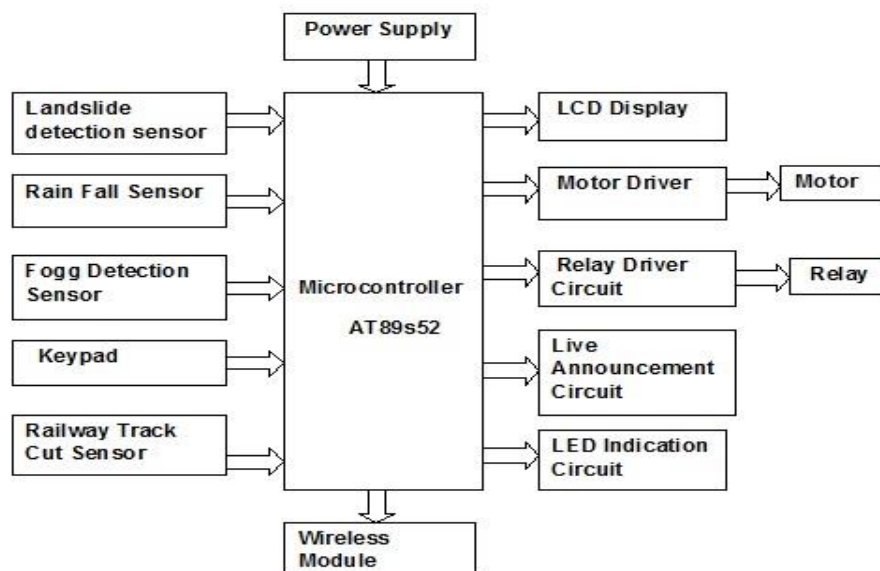 Power Supply
Landslide
detection sensor
Rain Fall Sensor
Fogg Detection
Sensor
Keypad
Railway Track
Cut Sensor
Microcontroller
AT89s52
LCD Display
Motor Driver
Motor
Relay Driver
Circuit
Relay
Live
Announcement
Circuit
LED Indication
Circuit
Wireless
Module